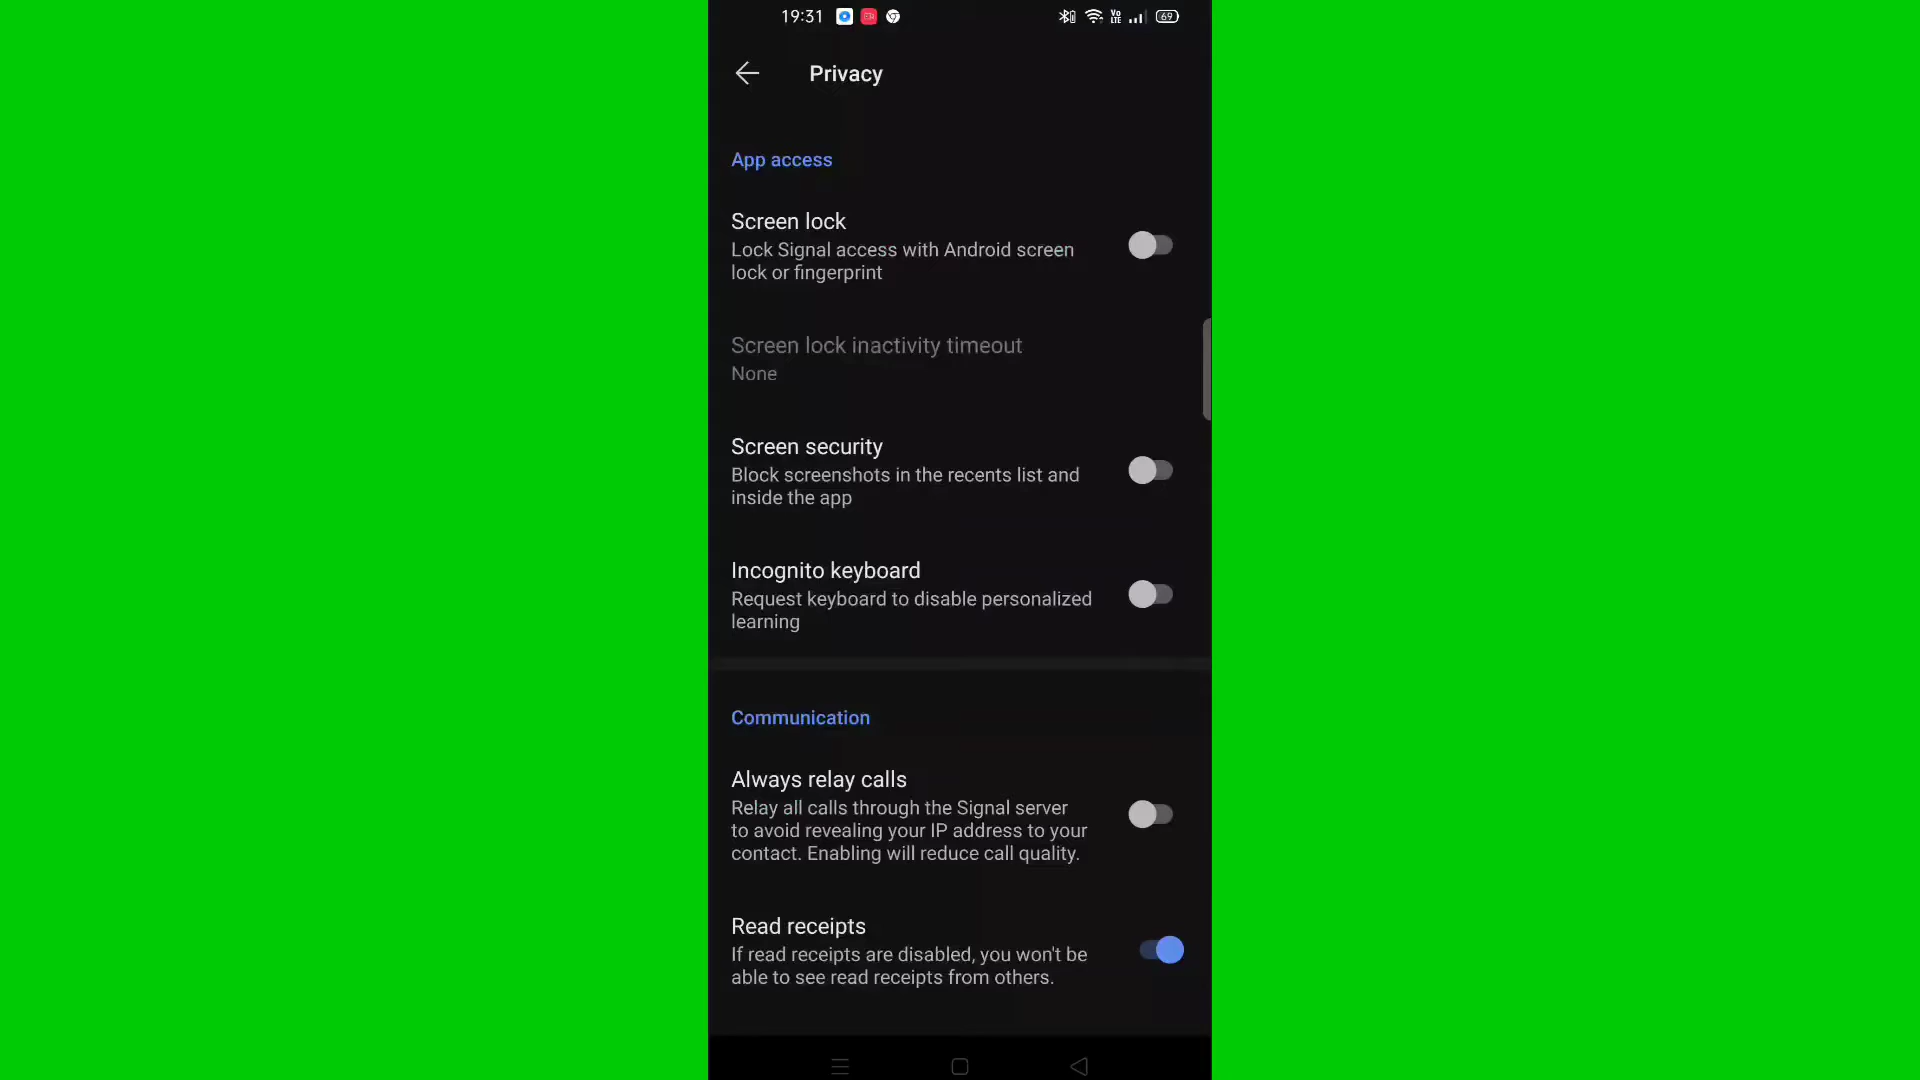 19:31
Vo
LTE
69
Privacy
App access
Screen lock
Lock Signal access with Android screen
lock or fingerprint
Screen lock inactivity timeout
None
Screen security
Block screenshots in the recents list and
inside the app
Incognito keyboard
Request keyboard to disable personalized
learning
Communication
Always relay calls
Relay all calls through the Signal server
to avoid revealing your IP address to your
contact. Enabling will reduce call quality.
Read receipts
If read receipts are disabled, you won't be
able to see read receipts from others.